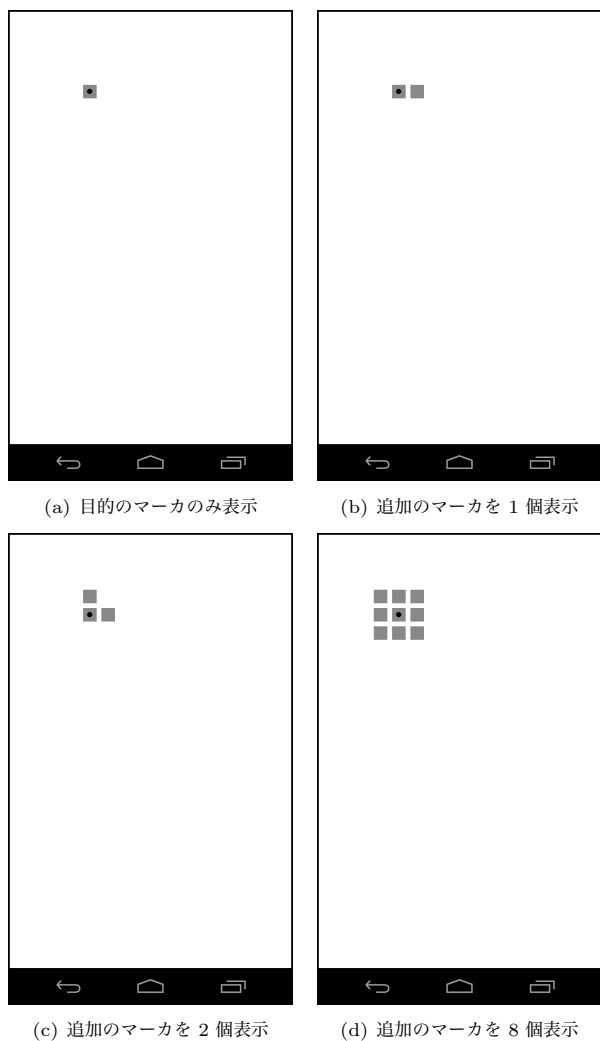 (a) 目的のマーカのみ表示
(b) 追加のマーカを 1 個表示
(c) 追加のマーカを 2 個表示
(d) 追加のマーカを 8 個表示